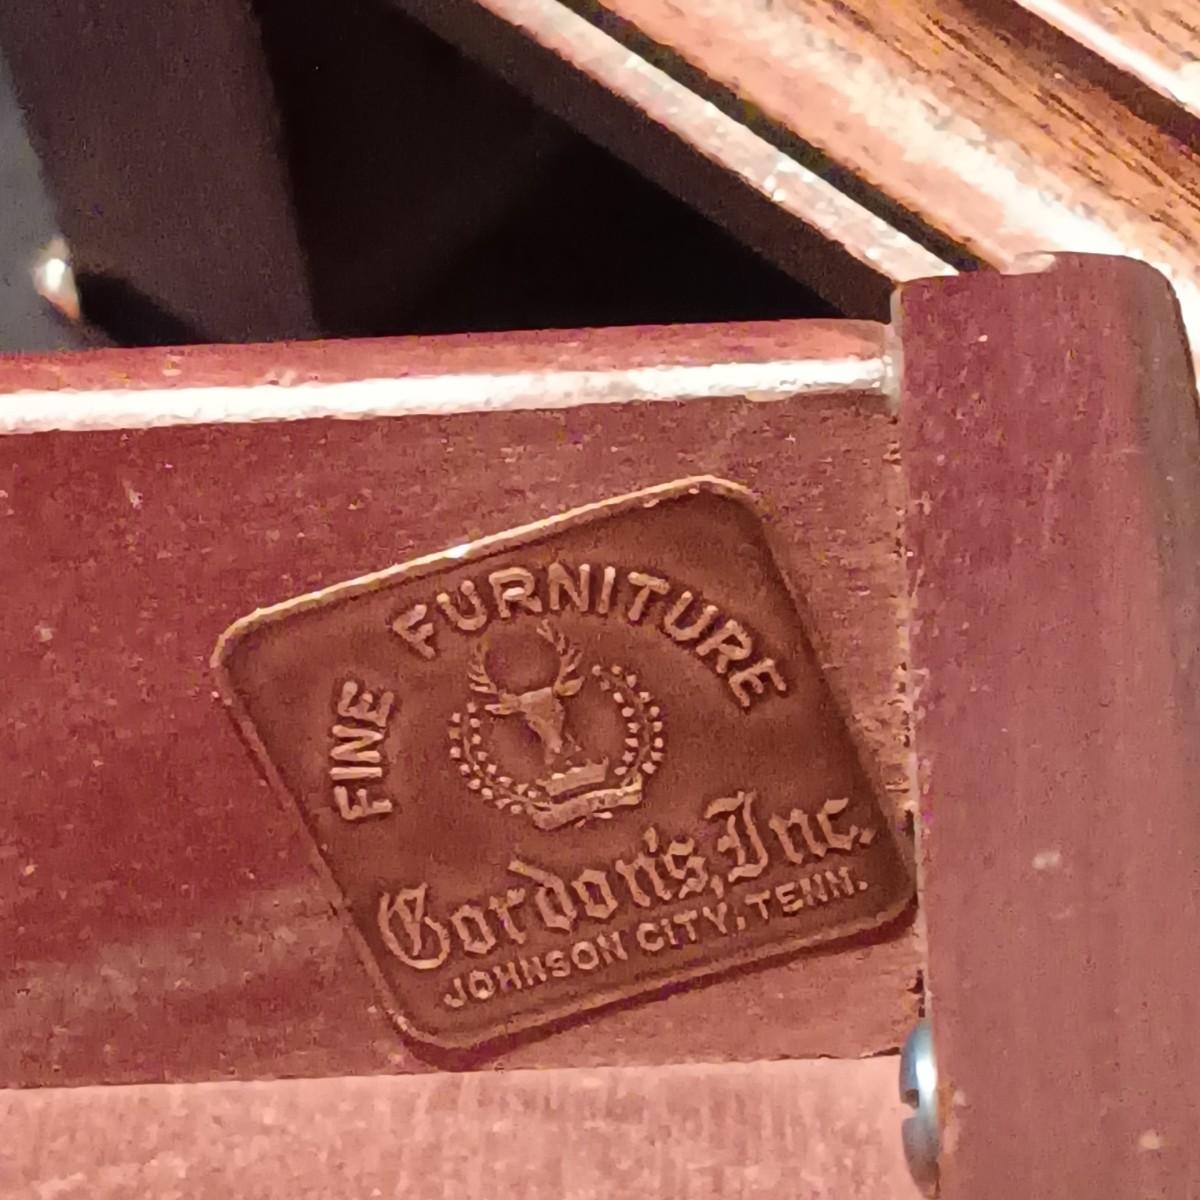 FINE FURNITURE
Gordon's, Inc.
JOHNSON CITY, TENN.